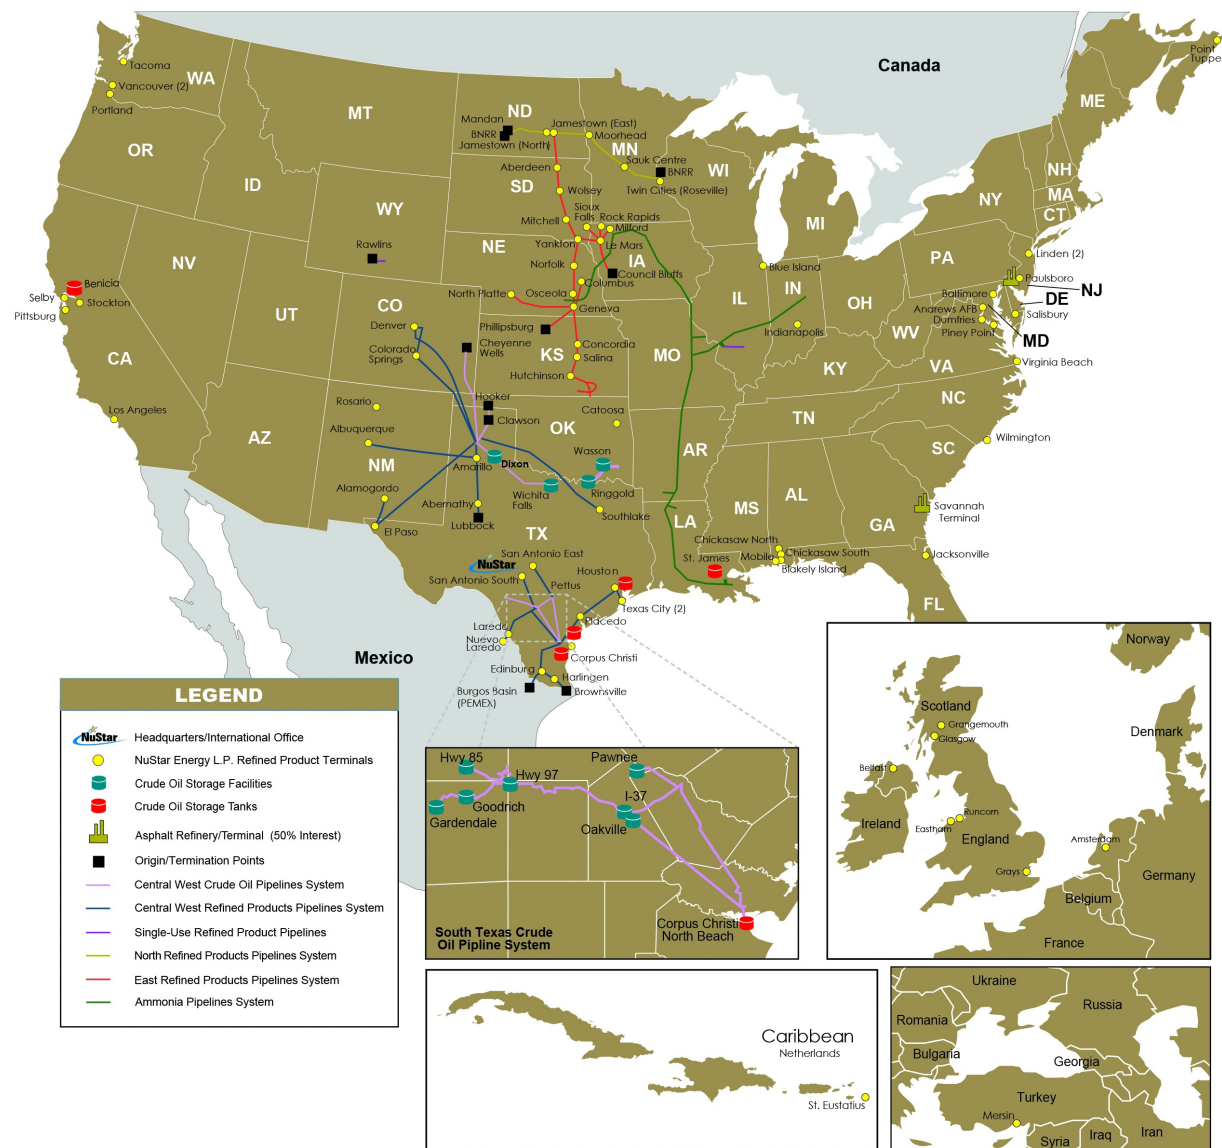 Canada
Point
Tuppe
ME
Tacoma
WA
Vancouver (2)
Portland
MT
ND
Mandan
BNRR
Jamestown (North)
Jamestown (East)
Moorhead
MN
Sauk Centre
BNRR
Twin Cities (Roseville)
WI
OR
ID
Aberdeen
SD
Wolsey
Sioux
Falls
Rock Rapids
Mitchell
Milford
MI
NY
NH
MA
CT
WY
Rawlins
NE
Yankton
Le Mars
IA
Norfolk
Council Bluffs
Columbus
North Platte
Osceola
Geneva
Blue Island
IL
IN
Indianapolis
OH
PA
Linden (2)
Paulsboro
NJ
Baltimore
DE
Andrews AFB
Salisbury
Dumfries
Piney Point
MD
WV
VA
Virginia Beach
NV
UT
CO
Benicia
Selby
Stockton
Pittsburg
CA
Denver
Colorado
Springs
Phillipsburg
Cheyenne
Wells
KS
Concordia
Salina
Hutchinson
MO
KY
Los Angeles
AZ
Rosario
Albuquerque
NM
Alamogordo
El Paso
Hooker
Clawson
OK
Catoosa
Amarillo
Dixon
Wasson
Wichita
Falls
Ringgold
Abernathy
Lubbock
Southlake
AR
TN
NC
SC
Wilmington
MS
AL
GA
Savannah
Terminal
LA
TX
San Antonio East
NuStar
San Antonio South
Pettus
Houston
Texas City (2)
St. James
Chickasaw North
Mobile
Chickasaw South
Blakely Island
Jacksonville
FL
Mexico
Laredo
Nuevo
Laredo
Placedo
Corpus Christi
Edinburg
Harlingen
Burgos Basin
(PEMEX)
Brownsville
LEGEND
NuStar
Headquarters/International Office
NuStar Energy L.P. Refined Product Terminals
Crude Oil Storage Facilities
Crude Oil Storage Tanks
Asphalt Refinery/Terminal (50% Interest)
Origin/Termination Points
Central West Crude Oil Pipelines System
Central West Refined Products Pipelines System
Single-Use Refined Product Pipelines
North Refined Products Pipelines System
East Refined Products Pipelines System
Ammonia Pipelines System
Hwy 85
Hwy 97
Pawnee
Goodrich
Gardendale
I-37
Oakville
Corpus Christi
North Beach
South Texas Crude
Oil Pipline System
Norway
Scotland
Grangemouth
Glasgow
Denmark
Belfast
Ireland
Runcorn
Eastham
England
Amsterdam
Grays
Germany
Belgium
France
Caribbean
Netherlands
St. Eustatius
Ukraine
Russia
Romania
Bulgaria
Georgia
Turkey
Mersin
Syria
Iraq
Iran